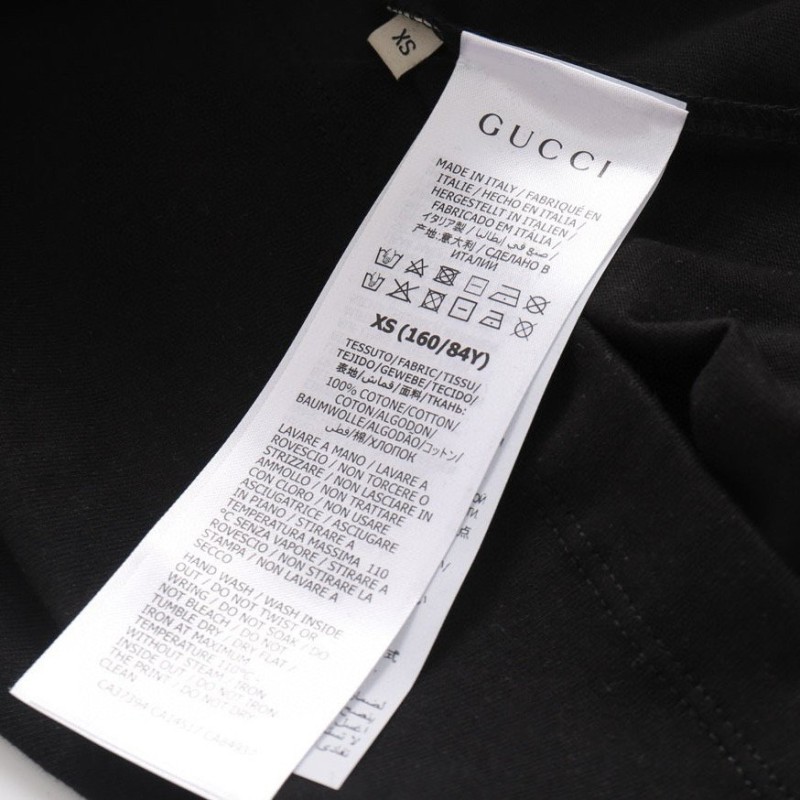 XS
GUCCI
MADE IN ITALY / FABRIQUÉ EN
ITALIE / HECHO EN ITALIA /
HERGESTELLT IN ITALIEN /
FABRICADO EM ITÁLIA /
イタリア製 / صنع في إيطاليا /
产地:意大利 / СДЕЛАНО В
ИТАЛИИ
XS (160/84Y)
TESSUTO/FABRIC/TISSU/
TEJIDO/GEWEBE/TECIDO/
表地/قماش/面料/ТКАНЬ:
100% COTONE/COTTON/
COTON/ALGODON/
BAUMWOLLE/ALGODÃO/コットン/
قطن/棉/ХЛОПОК
LAVARE A MANO / LAVARE A
ROVESCIO / NON TORCERE O
STRIZZARE / NON LASCIARE IN
AMMOLLO / NON CANDEGGIARE
CON CLORO / NON USARE
ASCIUGATRICE / ASCIUGARE
IN PIANO / STIRARE A
TEMPERATURA MASSIMA 110
°C SENZA VAPORE / STIRARE A
ROVESCIO / NON STIRARE LA
STAMPA / NON LAVARE A
SECCO
HAND WASH / WASH INSIDE
OUT / DO NOT TWIST OR
WRING / DO NOT SOAK / DO
NOT BLEACH / DO NOT
TUMBLE DRY / DRY FLAT /
IRON AT MAXIMUM
TEMPERATURE 110°C
WITHOUT STEAM / IRON
INSIDE OUT / DO NOT IRON
THE PRINT / DO NOT DRY
CLEAN
CA37394
点
式